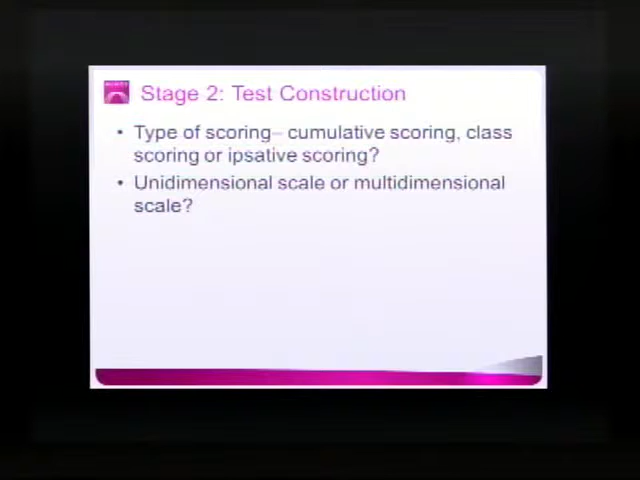 Stage 2: Test Construction
• Type of scoring– cumulative scoring, class
scoring or ipsative scoring?
• Unidimensional scale or multidimensional
scale?